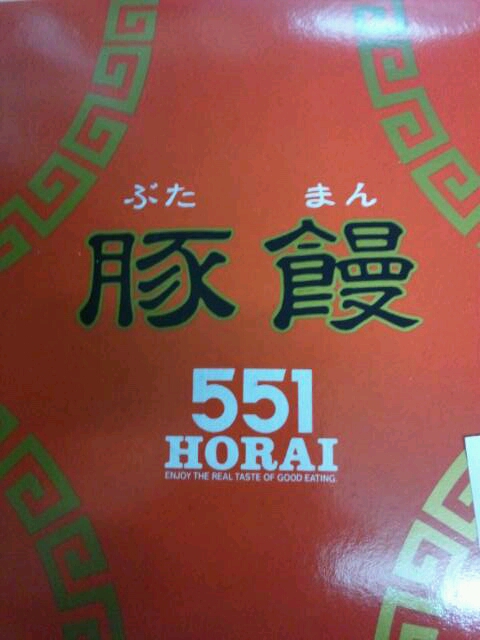 ぶた まん
豚饅
551
HORAI
ENJOY THE REAL TASTE OF GOOD EATING.